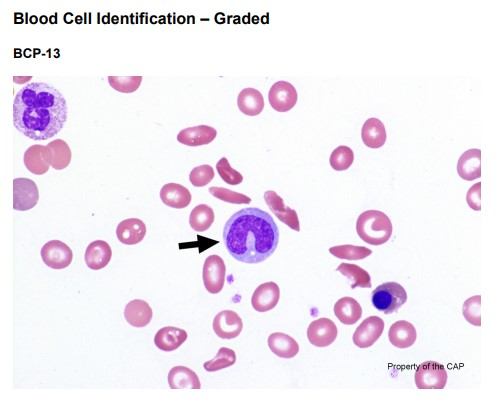 Blood Cell Identification – Graded
BCP-13
Property of the CAP